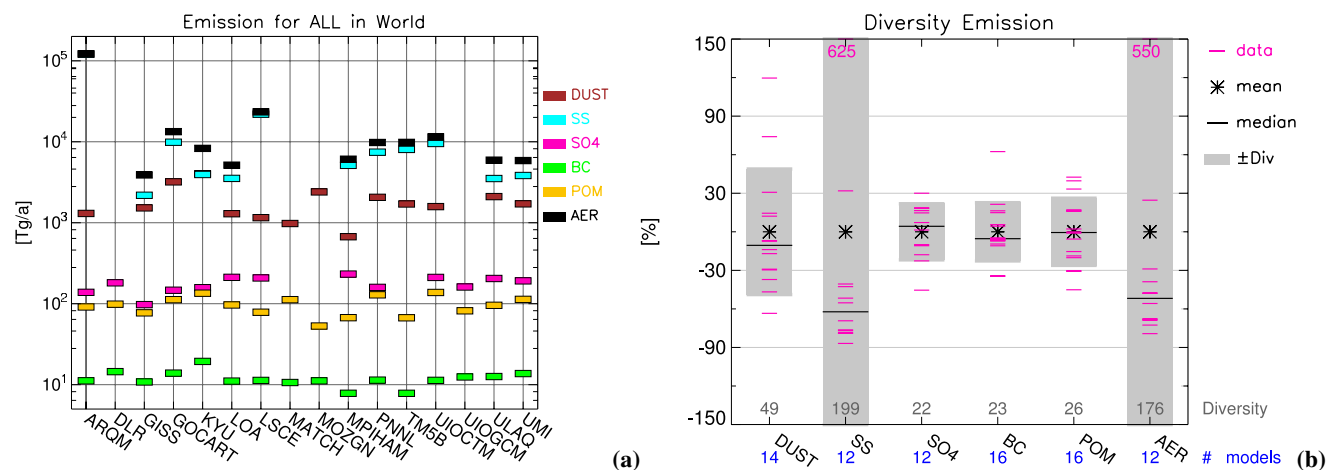 Emission for ALL in World
[Tg/a]
10^5
10^4
10^3
10^2
10^1
ARQM
DLR
GISS
GOCART
KYU
LOA
LSCE
MATCH
MOZGN
MPIHAM
PNNL
TM5B
UIOCTM
UIOGCM
ULAQ
UMI
DUST
SS
SO4
BC
POM
AER
(a)
Diversity Emission
[%]
150
90
30
-30
-90
-150
625
550
data
mean
median
±Div
49 199 22 23 26 176 Diversity
DUST SS SO4 BC POM AER
14 12 12 16 16 12 # models
(b)